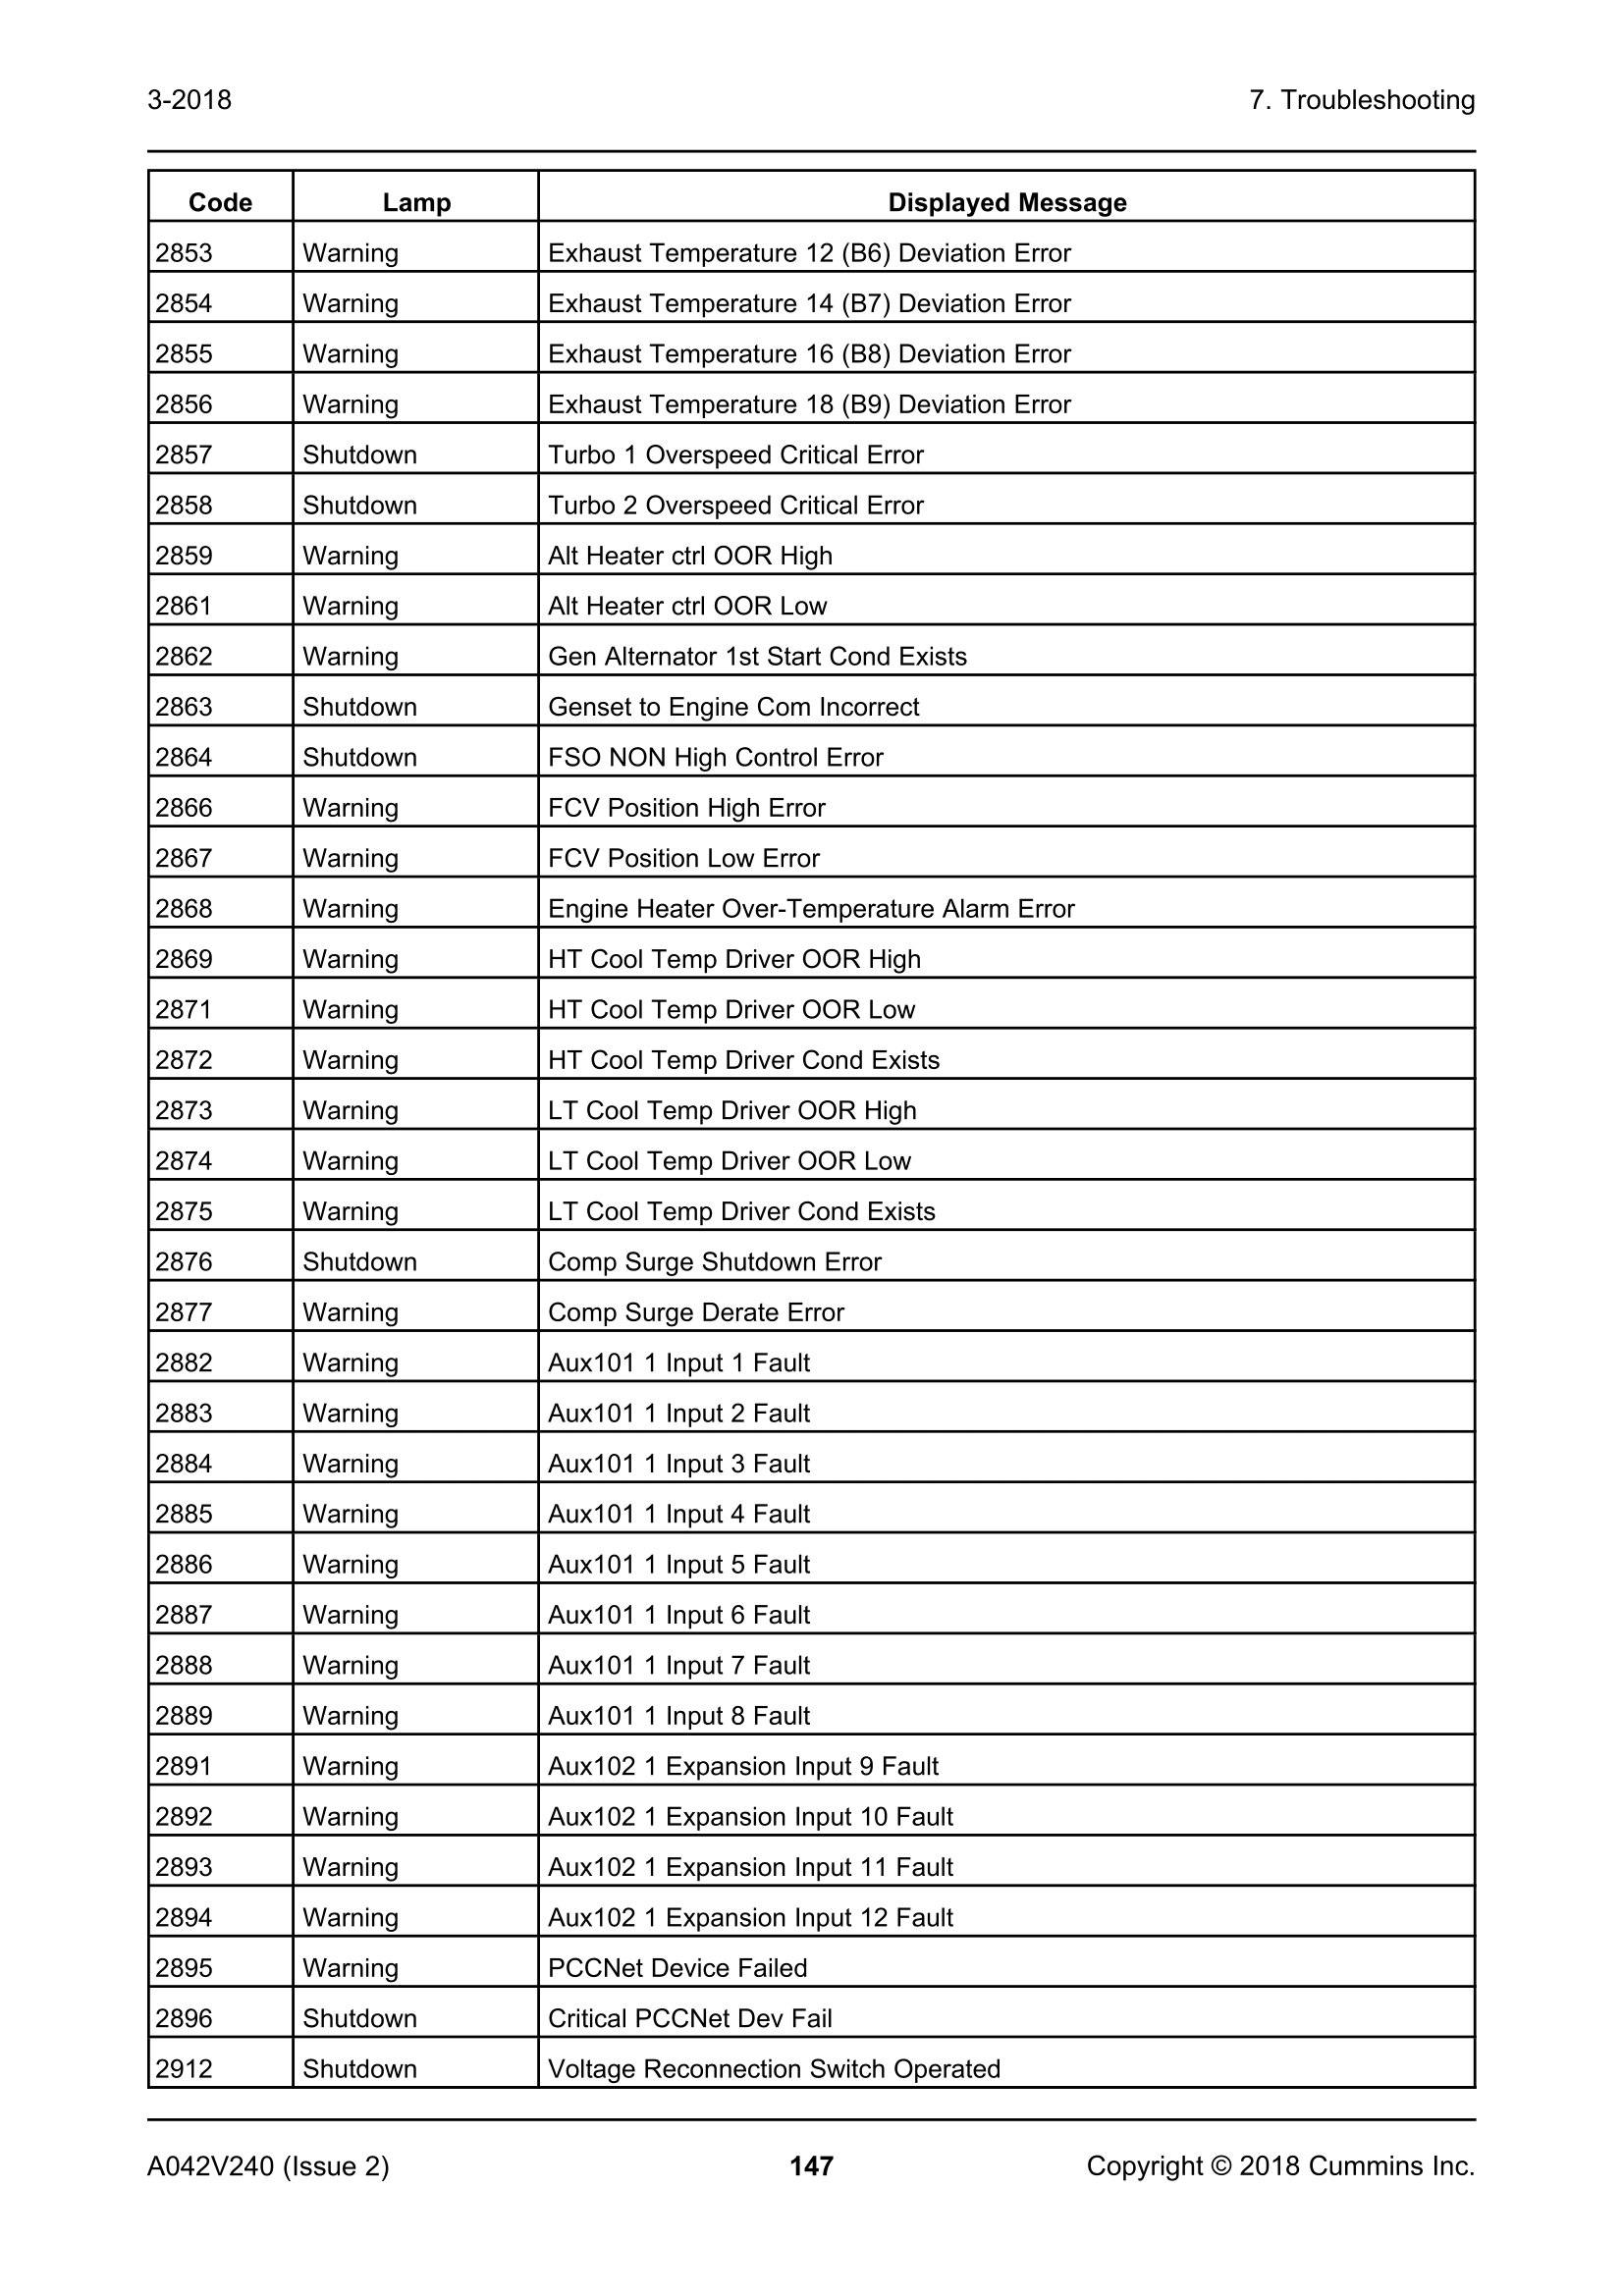 3-2018 7. Troubleshooting
Code Lamp Displayed Message
2853 Warning Exhaust Temperature 12 (B6) Deviation Error
2854 Warning Exhaust Temperature 14 (B7) Deviation Error
2855 Warning Exhaust Temperature 16 (B8) Deviation Error
2856 Warning Exhaust Temperature 18 (B9) Deviation Error
2857 Shutdown Turbo 1 Overspeed Critical Error
2858 Shutdown Turbo 2 Overspeed Critical Error
2859 Warning Alt Heater ctrl OOR High
2861 Warning Alt Heater ctrl OOR Low
2862 Warning Gen Alternator 1st Start Cond Exists
2863 Shutdown Genset to Engine Com Incorrect
2864 Shutdown FSO NON High Control Error
2866 Warning FCV Position High Error
2867 Warning FCV Position Low Error
2868 Warning Engine Heater Over-Temperature Alarm Error
2869 Warning HT Cool Temp Driver OOR High
2871 Warning HT Cool Temp Driver OOR Low
2872 Warning HT Cool Temp Driver Cond Exists
2873 Warning LT Cool Temp Driver OOR High
2874 Warning LT Cool Temp Driver OOR Low
2875 Warning LT Cool Temp Driver Cond Exists
2876 Shutdown Comp Surge Shutdown Error
2877 Warning Comp Surge Derate Error
2882 Warning Aux101 1 Input 1 Fault
2883 Warning Aux101 1 Input 2 Fault
2884 Warning Aux101 1 Input 3 Fault
2885 Warning Aux101 1 Input 4 Fault
2886 Warning Aux101 1 Input 5 Fault
2887 Warning Aux101 1 Input 6 Fault
2888 Warning Aux101 1 Input 7 Fault
2889 Warning Aux101 1 Input 8 Fault
2891 Warning Aux102 1 Expansion Input 9 Fault
2892 Warning Aux102 1 Expansion Input 10 Fault
2893 Warning Aux102 1 Expansion Input 11 Fault
2894 Warning Aux102 1 Expansion Input 12 Fault
2895 Warning PCCNet Device Failed
2896 Shutdown Critical PCCNet Dev Fail
2912 Shutdown Voltage Reconnection Switch Operated
A042V240 (Issue 2) 147 Copyright © 2018 Cummins Inc.